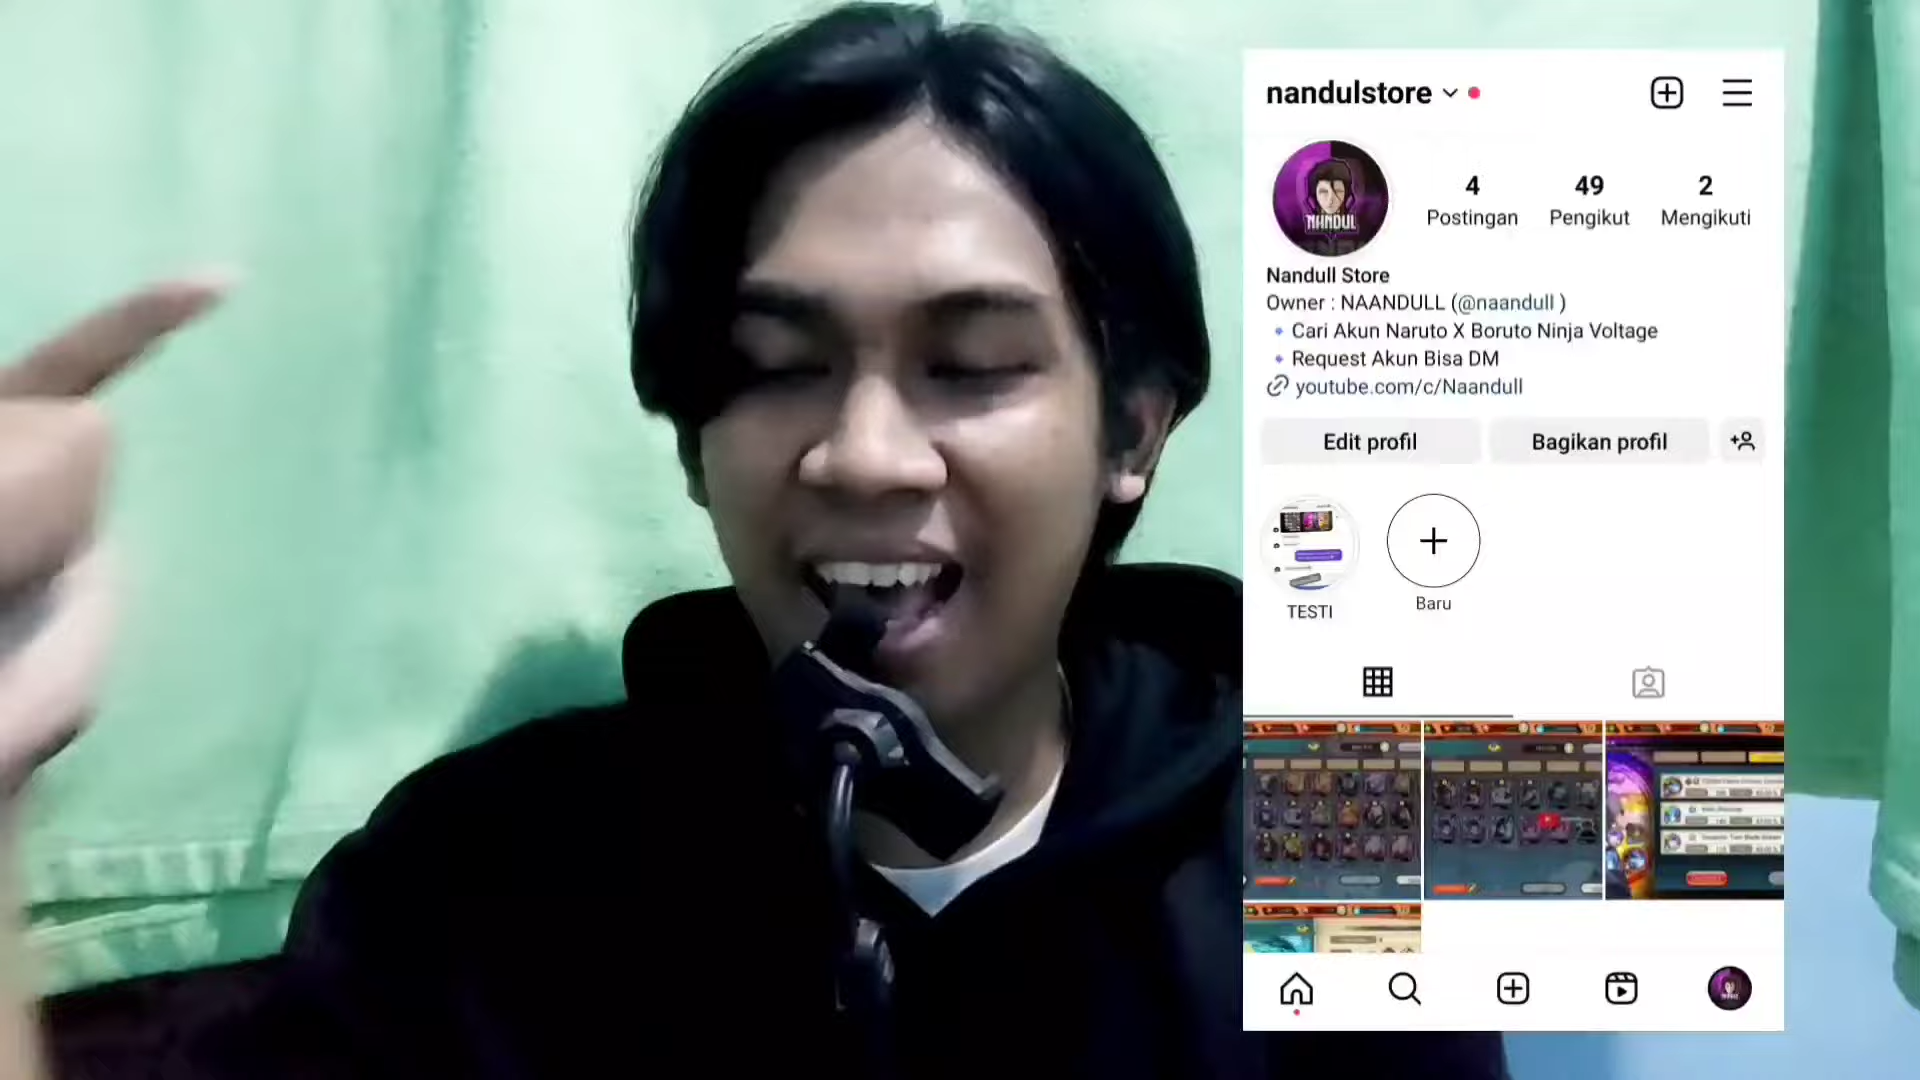 nandulstore
4 49 2
Postingan Pengikut Mengikuti
NANDUL
Nandull Store
Owner : NAANDULL (@naandull )
Cari Akun Naruto X Boruto Ninja Voltage
Request Akun Bisa DM
youtube.com/c/Naandull
Edit profil Bagikan profil
TESTI Baru